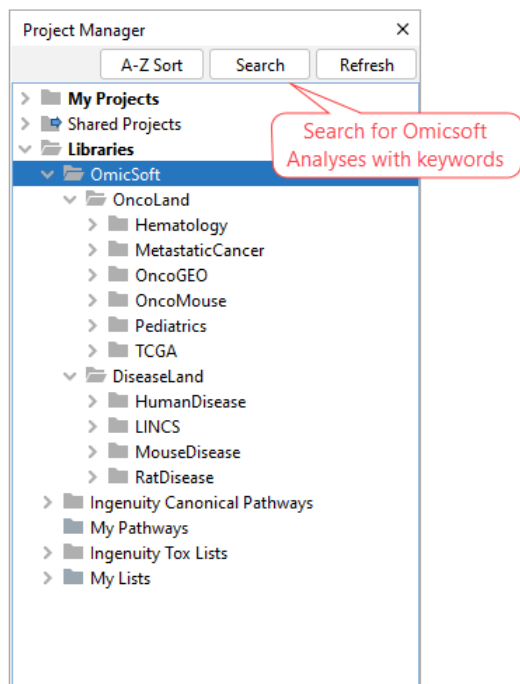 Project Manager
A-Z Sort
Search
Refresh
My Projects
Shared Projects
Search for Omicsoft
Analyses with keywords
Libraries
OmicSoft
OncoLand
Hematology
MetastaticCancer
OncoGEO
OncoMouse
Pediatrics
TCGA
DiseaseLand
HumanDisease
LINCS
MouseDisease
RatDisease
Ingenuity Canonical Pathways
My Pathways
Ingenuity Tox Lists
My Lists